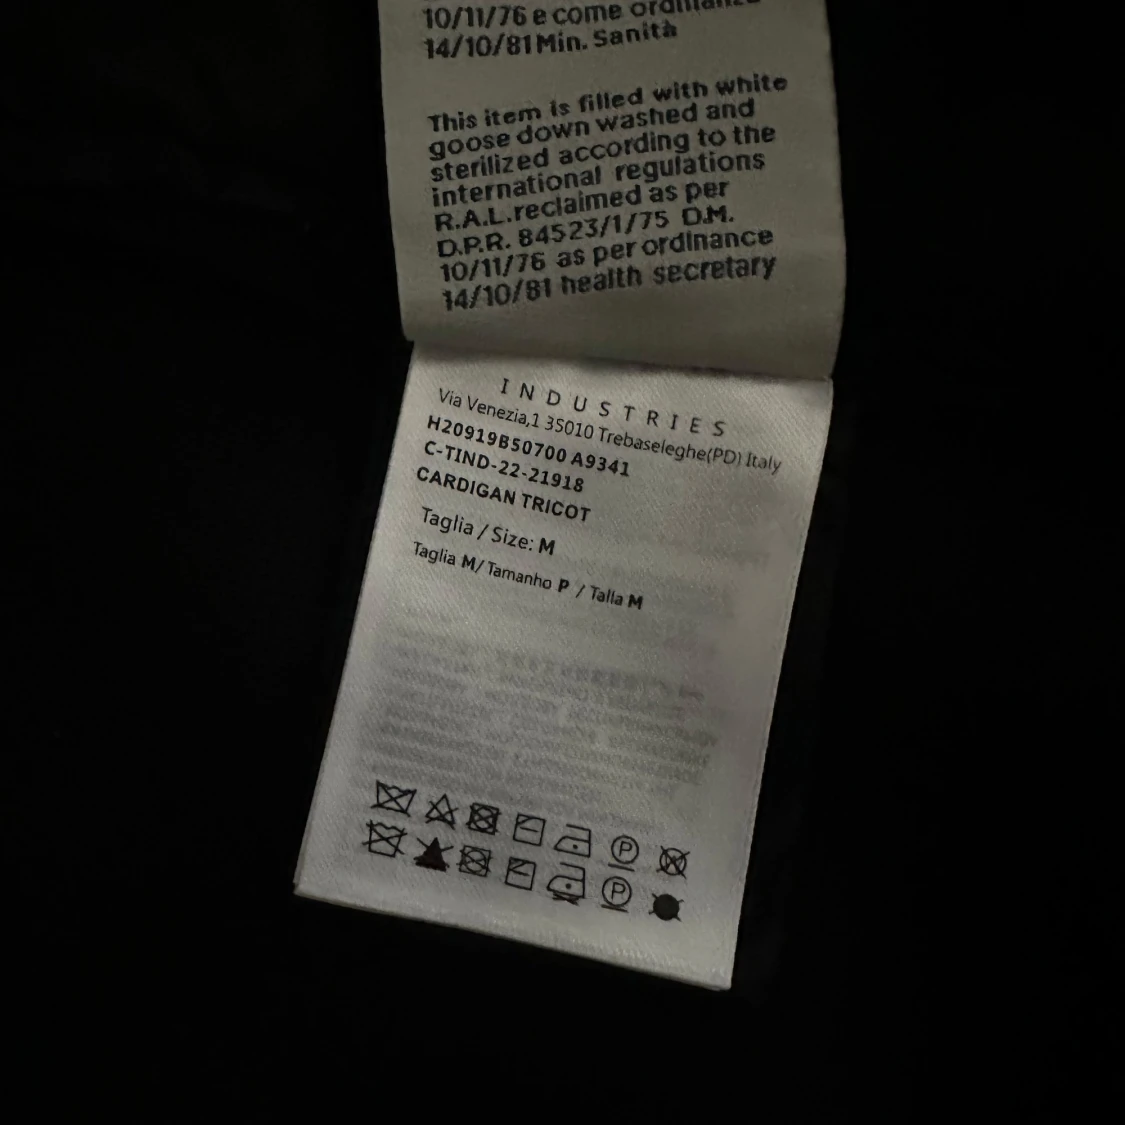 10/11/76 e come ordinanza
14/10/81 Min. Sanità
This item is filled with white
goose down washed and
sterilized according to the
international regulations
R.A.L.reclaimed as per
D.P.R. 84523/1/75 D.M.
10/11/76 as per ordinance
14/10/81 health secretary
INDUSTRIES
Via Venezia,1 35010 Trebaseleghe(PD) Italy
H20919B50700 A9341
C-TIND-22-21918
CARDIGAN TRICOT
Taglia / Size: M
Taglia M/ Tamanho P / Talla M
P
P